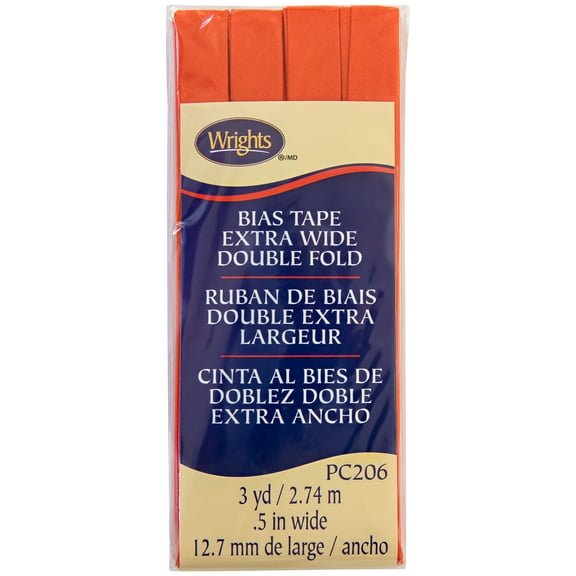 Wrights
®/MD
BIAS TAPE
EXTRA WIDE
DOUBLE FOLD
RUBAN DE BIAIS
DOUBLE EXTRA
LARGEUR
CINTA AL BIES DE
DOBLEZ DOBLE
EXTRA ANCHO
PC206
3 yd / 2.74 m
.5 in wide
12.7 mm de large / ancho